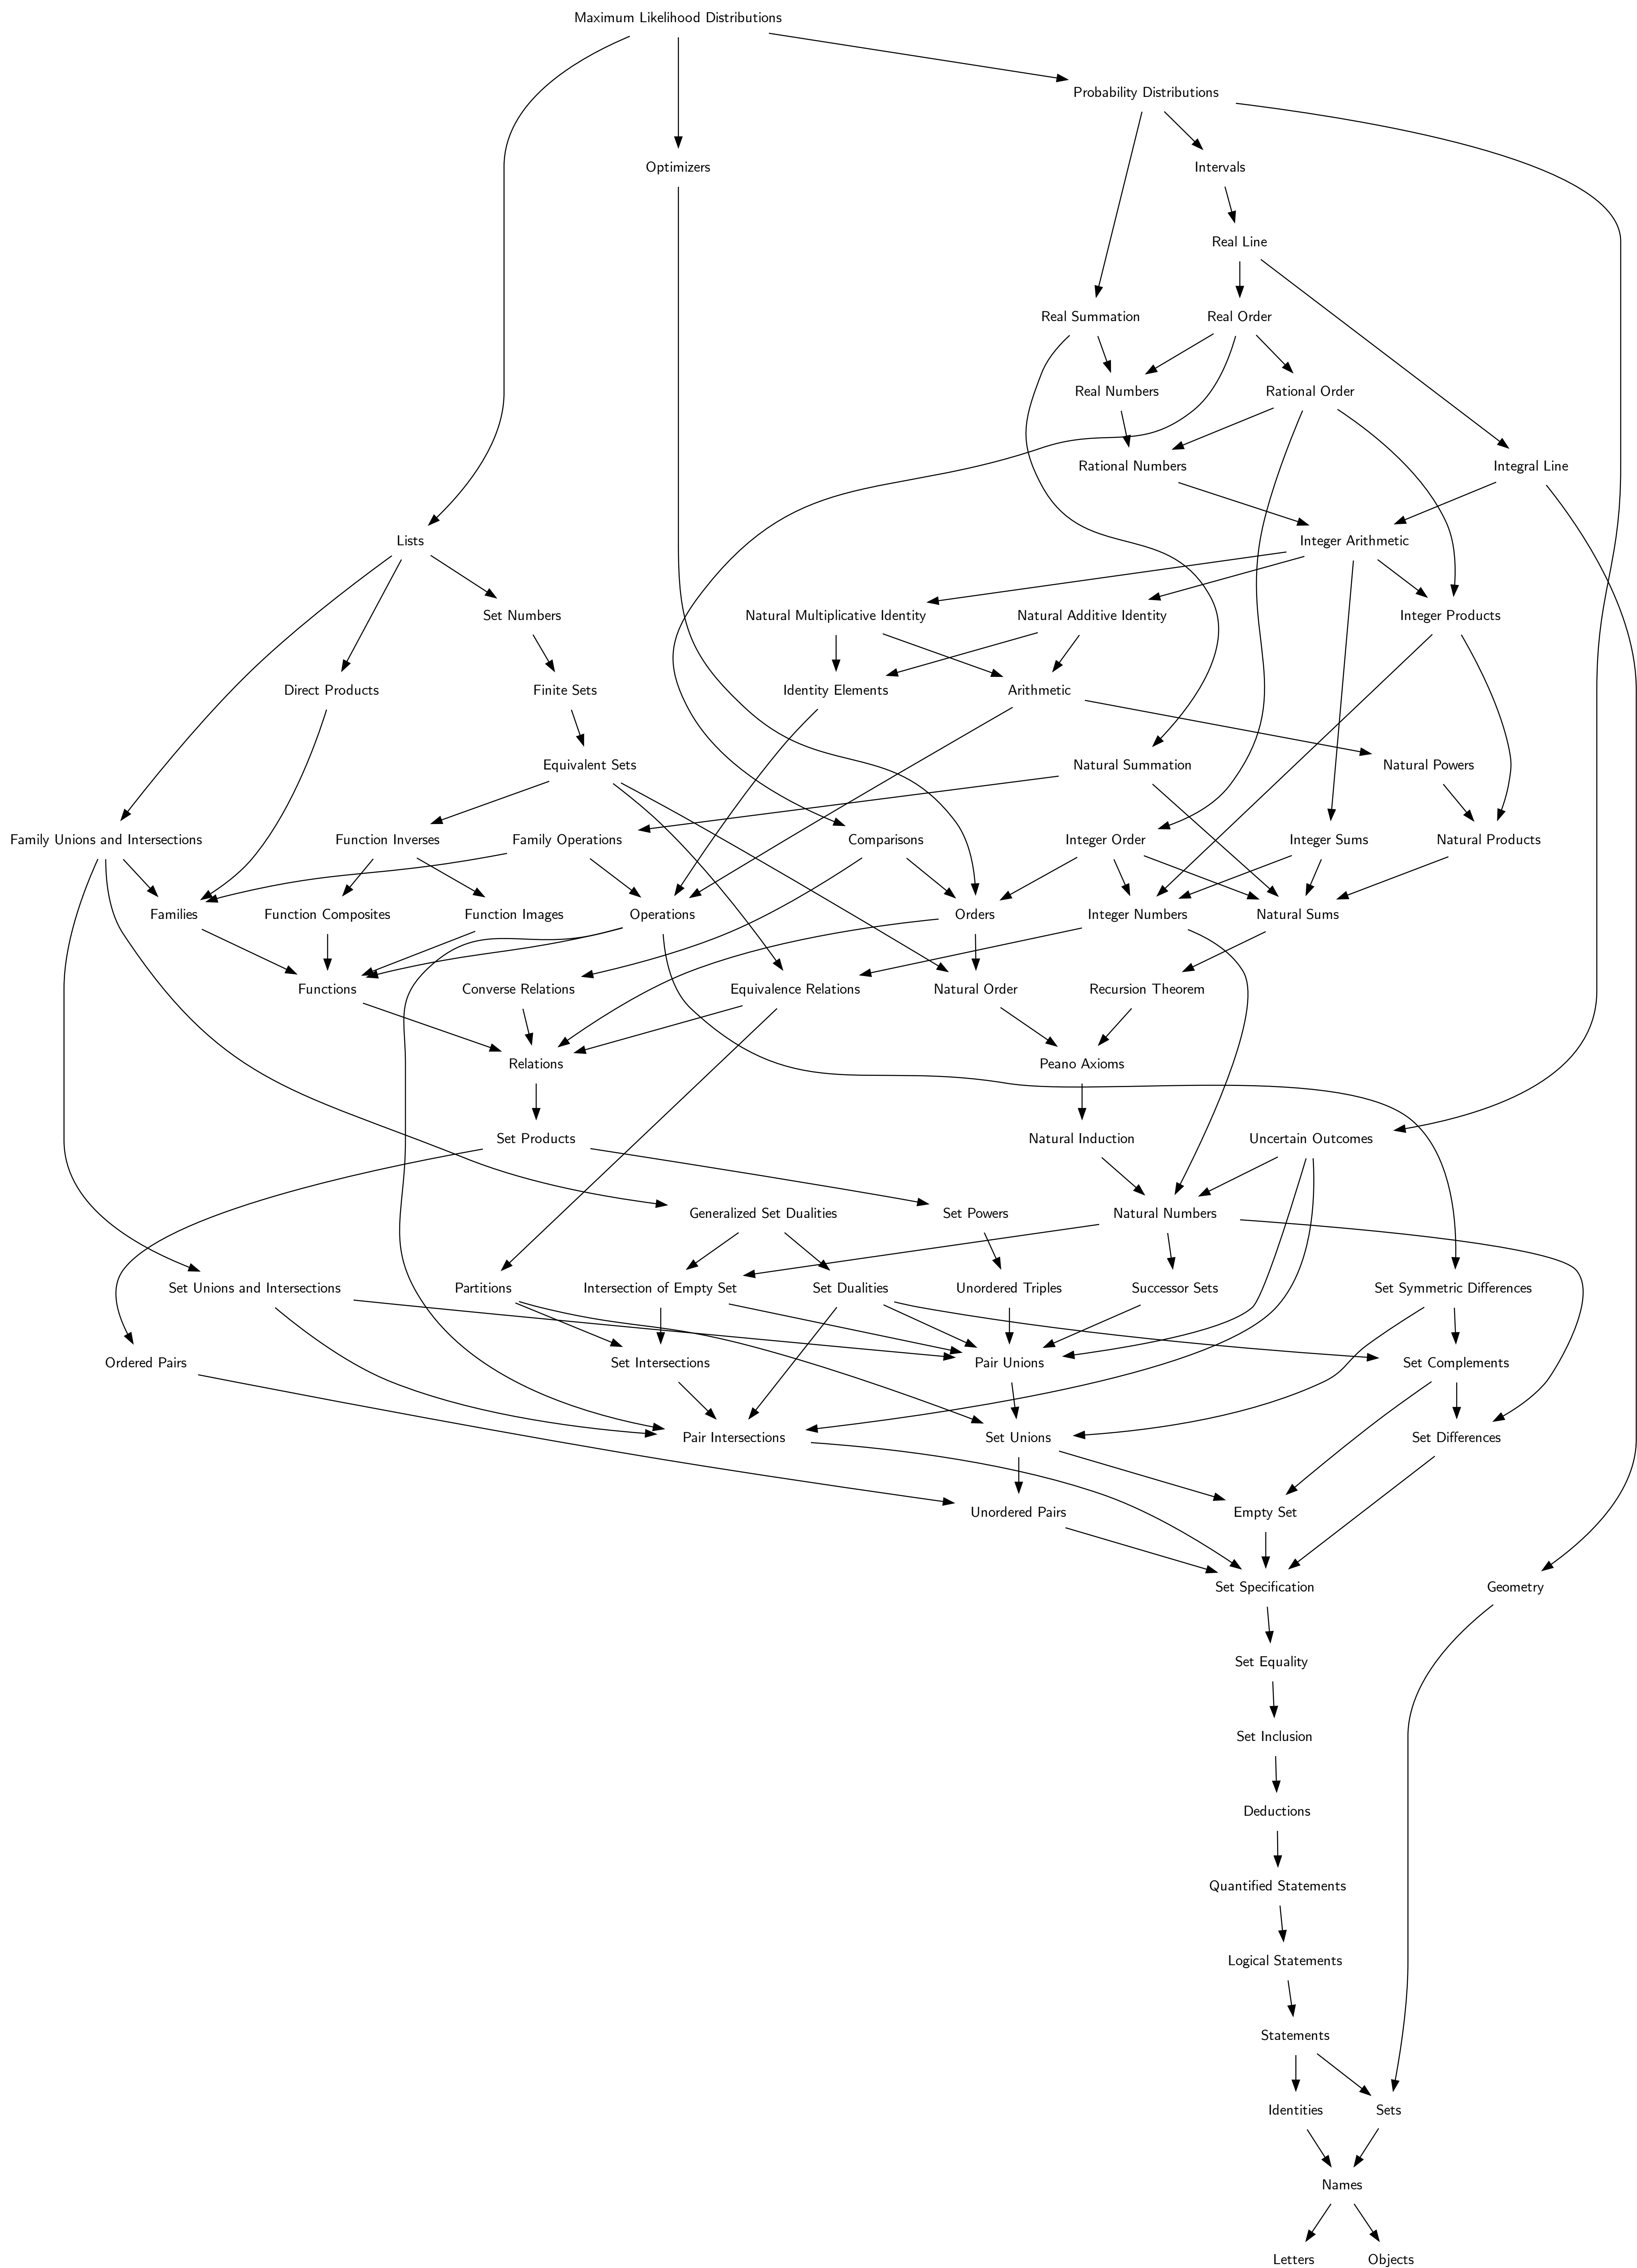 Maximum Likelihood Distributions
Probability Distributions
Optimizers
Intervals
Real Line
Real Summation
Real Order
Real Numbers
Rational Order
Rational Numbers
Integral Line
Lists
Integer Arithmetic
Set Numbers
Natural Multiplicative Identity
Natural Additive Identity
Integer Products
Direct Products
Finite Sets
Identity Elements
Arithmetic
Equivalent Sets
Natural Summation
Natural Powers
Family Unions and Intersections
Function Inverses
Family Operations
Comparisons
Integer Order
Integer Sums
Natural Products
Families
Function Composites
Function Images
Operations
Orders
Integer Numbers
Natural Sums
Functions
Converse Relations
Equivalence Relations
Natural Order
Recursion Theorem
Relations
Peano Axioms
Set Products
Natural Induction
Uncertain Outcomes
Generalized Set Dualities
Set Powers
Natural Numbers
Set Unions and Intersections
Partitions
Intersection of Empty Set
Set Dualities
Unordered Triples
Successor Sets
Set Symmetric Differences
Ordered Pairs
Set Intersections
Pair Unions
Set Complements
Pair Intersections
Set Unions
Set Differences
Unordered Pairs
Empty Set
Set Specification
Geometry
Set Equality
Set Inclusion
Deductions
Quantified Statements
Logical Statements
Statements
Identities
Sets
Names
Letters
Objects